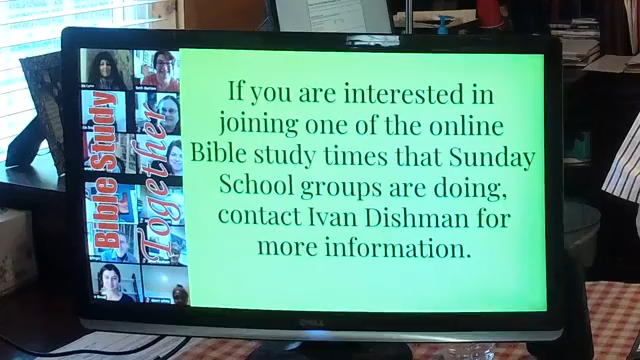 Bible Study
Together
If you are interested in
joining one of the online
Bible study times that Sunday
School groups are doing,
contact Ivan Dishman for
more information.
DELL